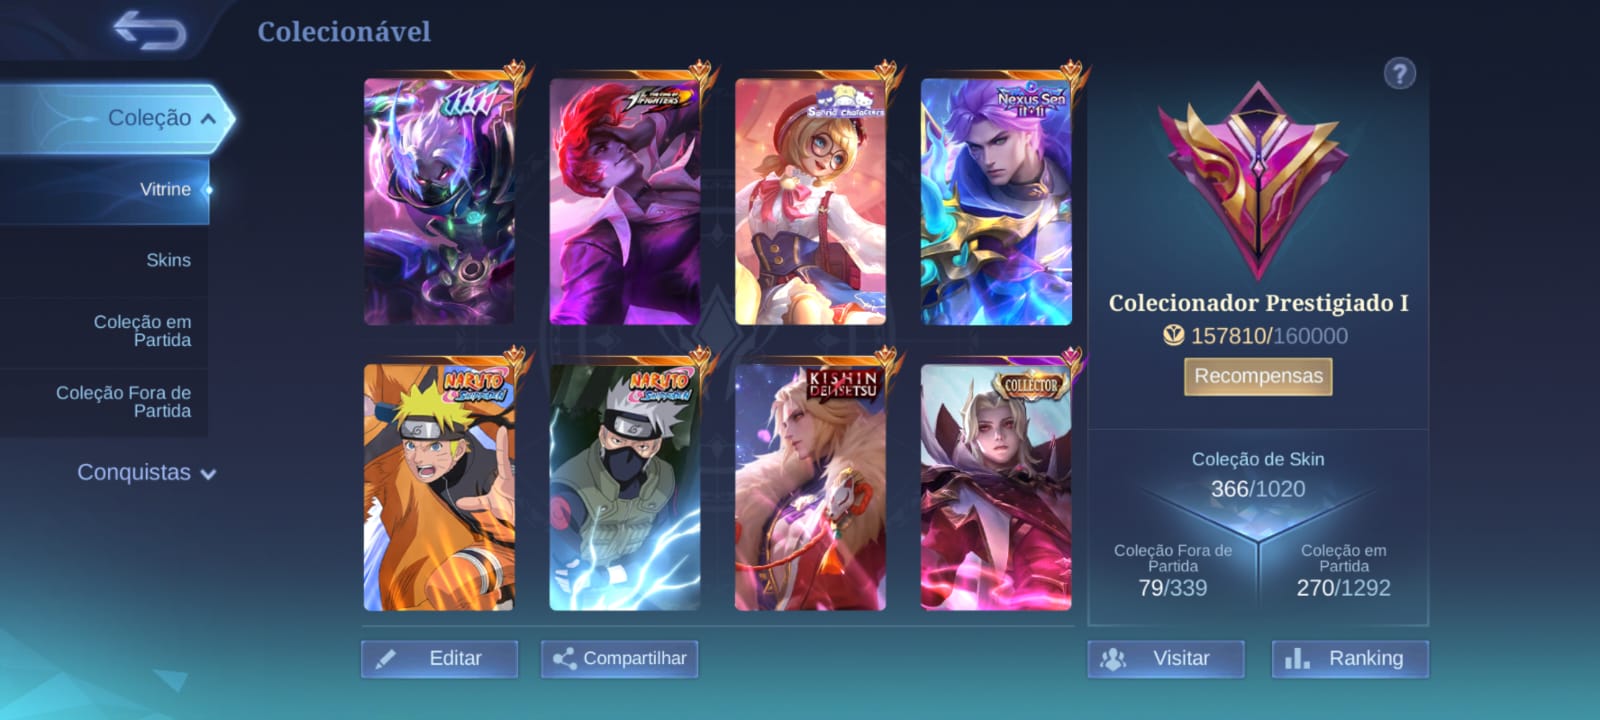 Colecionável
?
Coleção
Vitrine
Skins
Coleção em
Partida
Coleção Fora de
Partida
Conquistas
THE KING OF
FIGHTERS
Sanrio characters
Nexus Sea
11·11
NARUTO
SHIPPUDEN
NARUTO
SHIPPUDEN
KISHIN
DENSETSU
COLLECTOR
Editar
Compartilhar
Colecionador Prestigiado I
157810/160000
Recompensas
Coleção de Skin
366/1020
Coleção Fora de
Partida
79/339
Coleção em
Partida
270/1292
Visitar
Ranking